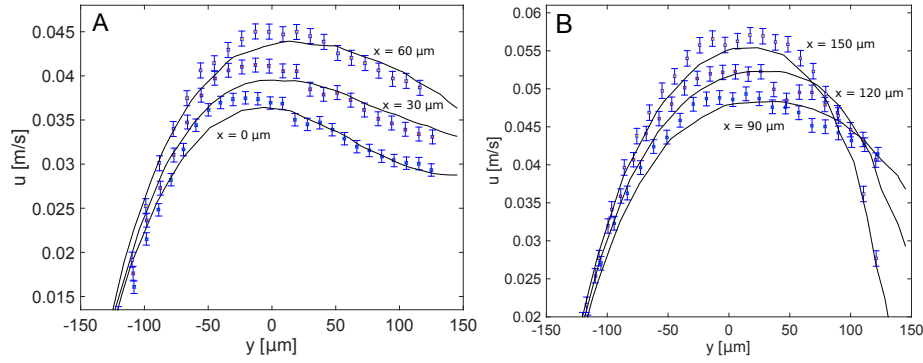 A
0.045
0.04
0.035
0.03
0.025
0.02
0.015
u [m/s]
x = 60 µm
x = 30 µm
x = 0 µm
-150
-100
-50
0
50
100
150
y [µm]
B
0.06
0.055
0.05
0.045
0.04
0.035
0.03
0.025
0.02
u [m/s]
x = 150 µm
x = 120 µm
x = 90 µm
-150
-100
-50
0
50
100
150
y [µm]